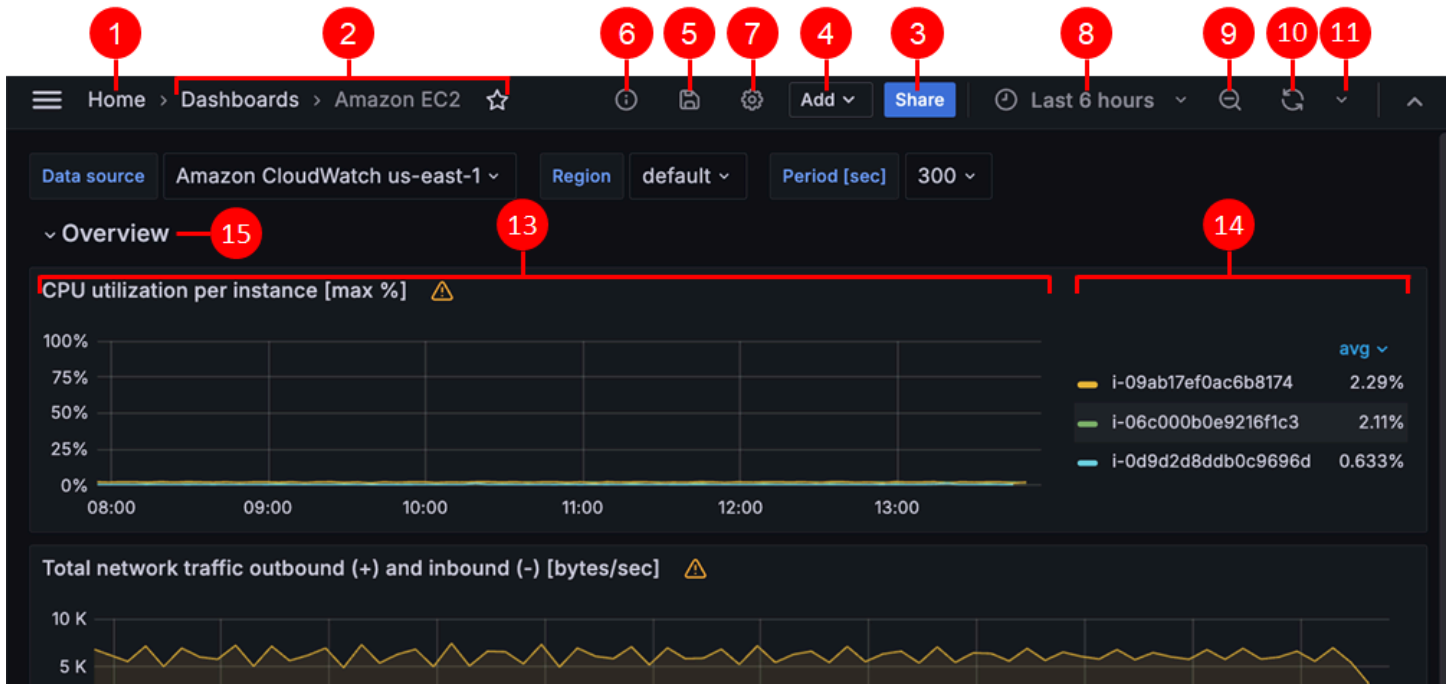 1 2 6 5 7 4 3 8 9 10 11
Home > Dashboards > Amazon EC2 Add Share Last 6 hours
Data source Amazon CloudWatch us-east-1 Region default Period [sec] 300
Overview 15 13 14
CPU utilization per instance [max %]
100%
avg
75%
i-09ab17ef0ac6b8174 2.29%
50%
i-06c000b0e9216f1c3 2.11%
25%
i-0d9d2d8ddb0c9696d 0.633%
0%
08:00 09:00 10:00 11:00 12:00 13:00
Total network traffic outbound (+) and inbound (-) [bytes/sec]
10 K
5 K